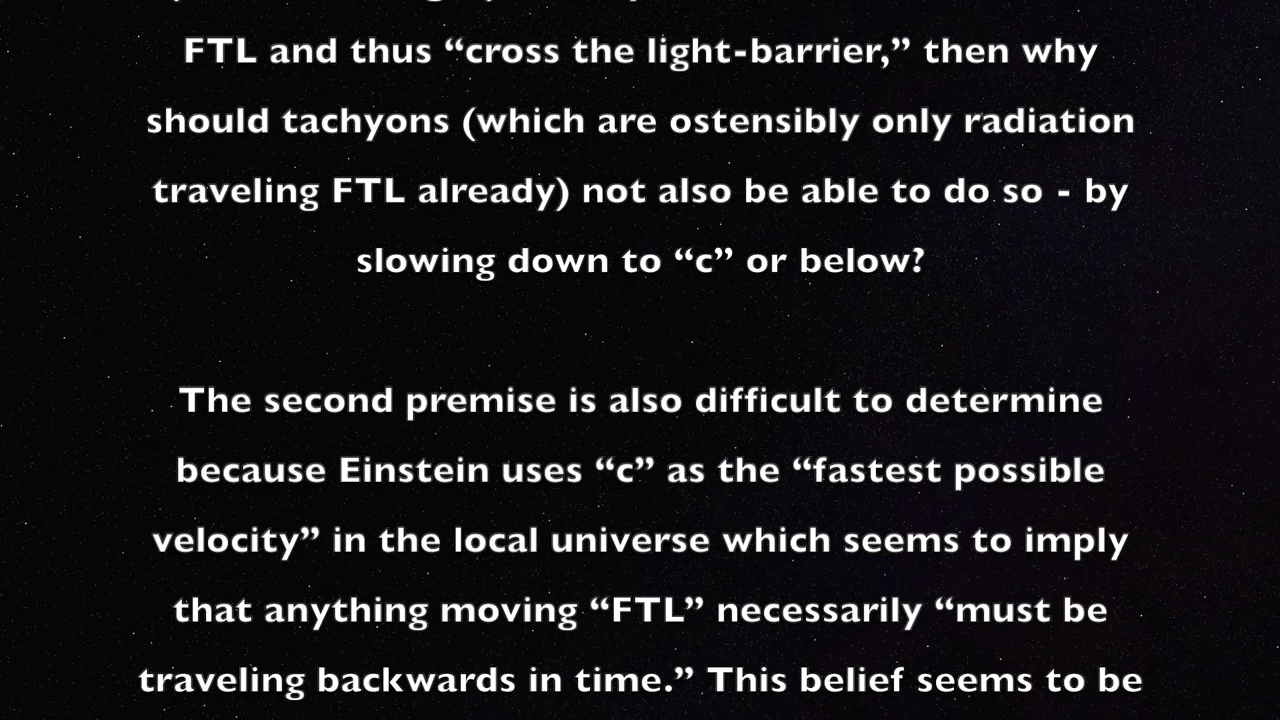 FTL and thus “cross the light-barrier,” then why
should tachyons (which are ostensibly only radiation
traveling FTL already) not also be able to do so - by
slowing down to “c” or below?
The second premise is also difficult to determine
because Einstein uses “c” as the “fastest possible
velocity” in the local universe which seems to imply
that anything moving “FTL” necessarily “must be
traveling backwards in time.” This belief seems to be